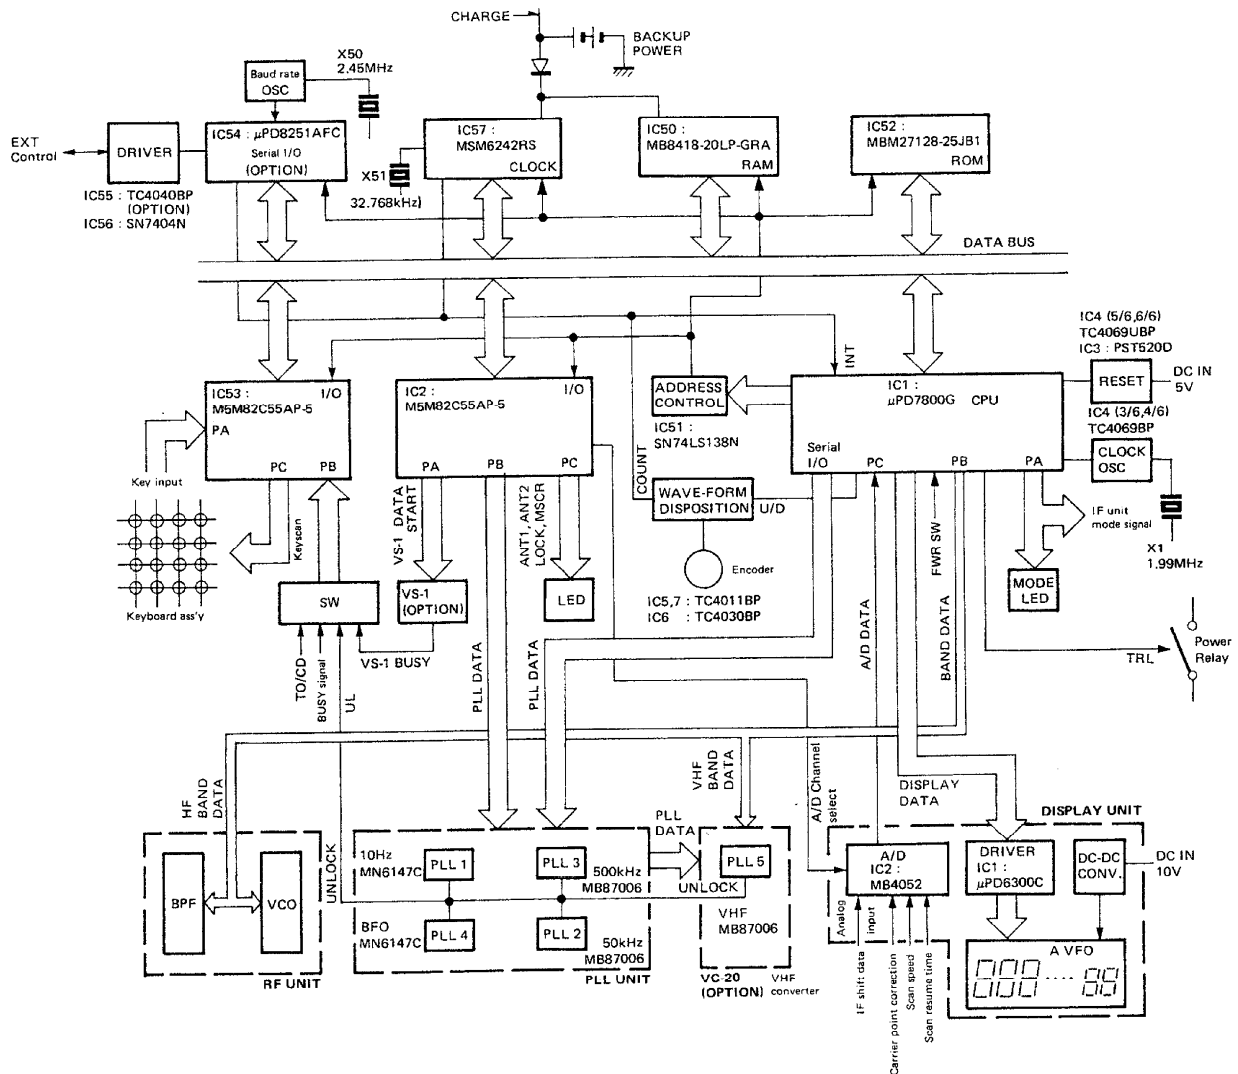 CHARGE
BACKUP
POWER
X50
2.45MHz
Baud rate
OSC
EXT
Control
DRIVER
IC54 : µPD8251AFC
Serial I/O
(OPTION)
IC55 : TC4040BP
(OPTION)
IC56 : SN7404N
X51
32.768kHz)
IC57 :
MSM6242RS
CLOCK
IC50 :
MB8418-20LP-GRA
RAM
IC52 :
MBM27128-25JB1
ROM
DATA BUS
IC53 :
M5M82C55AP-5
I/O
PA
PC
PB
IC2 :
M5M82C55AP-5
I/O
PA
PB
PC
ADDRESS
CONTROL
IC51 :
SN74LS138N
INT
IC1 :
µPD7800G
CPU
Serial
I/O
PC
PB
PA
IC4 (5/6,6/6)
TC4069UBP
IC3 : PST520D
RESET
DC IN
5V
IC4 (3/6,4/6)
TC4069BP
CLOCK
OSC
X1
1.99MHz
IF unit
mode signal
MODE
LED
Key input
Keyscan
Keyboard ass'y
SW
TO/CD
BUSY signal
UL
VS-1 DATA
START
VS-1
(OPTION)
VS-1 BUSY
ANT1, ANT2
LOCK, MSCR
LED
COUNT
WAVE-FORM
DISPOSITION
U/D
Encoder
IC5,7 : TC4011BP
IC6 : TC4030BP
PLL DATA
PLL DATA
A/D DATA
FWR SW
BAND DATA
TRL
Power
Relay
HF
BAND
DATA
UNLOCK
VHF
BAND
DATA
A/D Channel
select
DISPLAY
DATA
DISPLAY UNIT
BPF
VCO
RF UNIT
10Hz
MN6147C
PLL 1
PLL 3
500kHz
MB87006
BFO
MN6147C
PLL 4
PLL 2
50kHz
MB87006
PLL UNIT
PLL
DATA
UNLOCK
PLL 5
VHF
MB87006
VC-20
(OPTION)
VHF
converter
A/D
IC2 :
MB4052
Analog
input
IF shift data
Carrier point correction
Scan speed
Scan resume time
DRIVER
IC1 :
µPD6300C
DC-DC
CONV.
DC IN
10V
A VFO